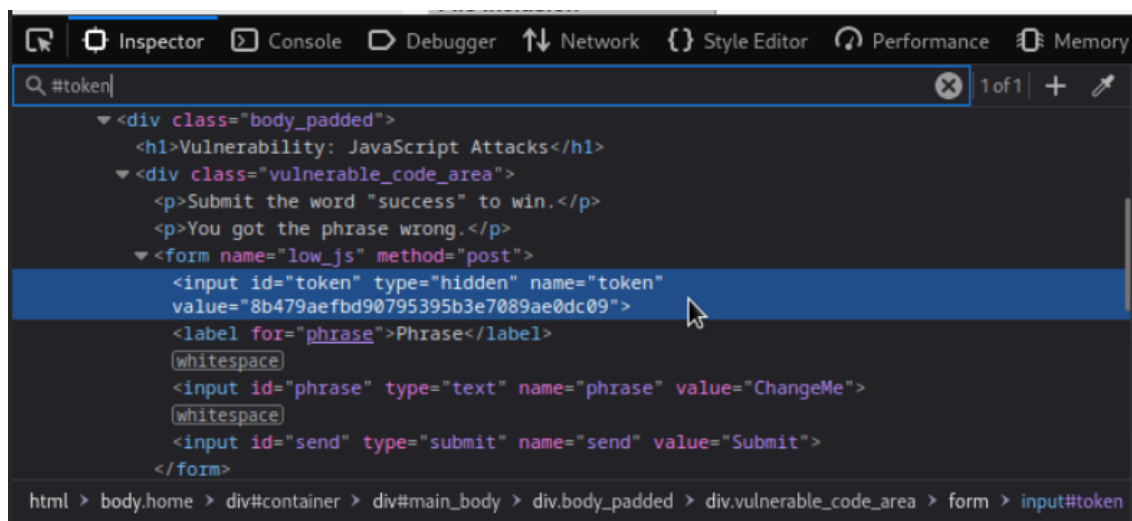 Inspector Console Debugger Network Style Editor Performance Memory
#token 1 of 1
<div class="body_padded">
<h1>Vulnerability: JavaScript Attacks</h1>
<div class="vulnerable_code_area">
<p>Submit the word "success" to win.</p>
<p>You got the phrase wrong.</p>
<form name="low_js" method="post">
<input id="token" type="hidden" name="token"
value="8b479aefbd90795395b3e7089ae0dc09">
<label for="phrase">Phrase</label>
whitespace
<input id="phrase" type="text" name="phrase" value="ChangeMe">
whitespace
<input id="send" type="submit" name="send" value="Submit">
</form>
html > body.home > div#container > div#main_body > div.body_padded > div.vulnerable_code_area > form > input#token